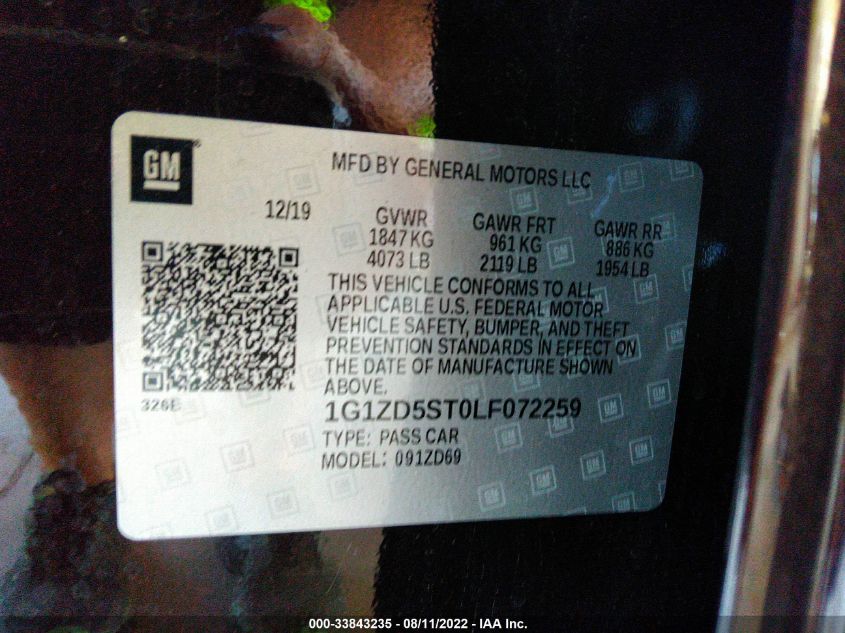 GM
MFD BY GENERAL MOTORS LLC
12/19
GVWR
1847 KG
4073 LB
GAWR FRT
961 KG
2119 LB
GAWR RR
886 KG
1954 LB
THIS VEHICLE CONFORMS TO ALL
APPLICABLE U.S. FEDERAL MOTOR
VEHICLE SAFETY, BUMPER, AND THEFT
PREVENTION STANDARDS IN EFFECT ON
THE DATE OF MANUFACTURE SHOWN
ABOVE.
326E
1G1ZD5ST0LF072259
TYPE: PASS CAR
MODEL: 091ZD69
000-33843235 - 08/11/2022 - IAA Inc.